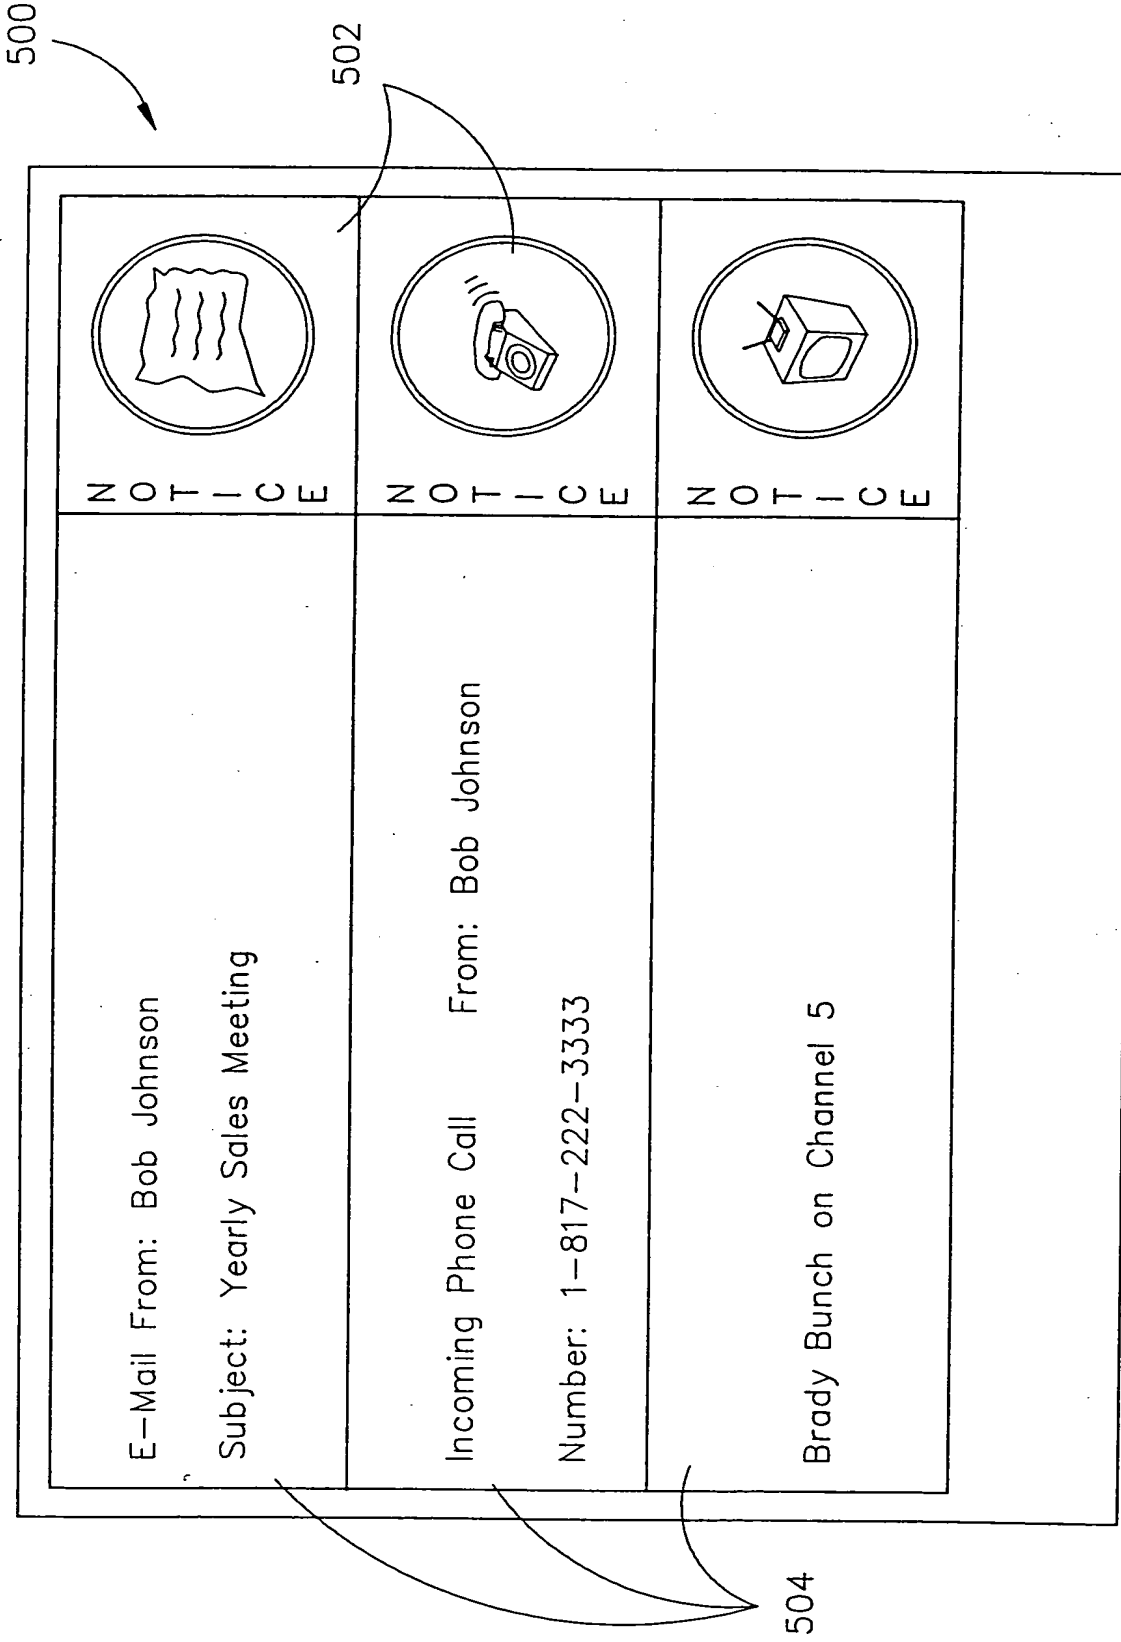 500
502
E-Mail From: Bob Johnson
Subject: Yearly Sales Meeting
NOTICE
Incoming Phone Call From: Bob Johnson
Number: 1-817-222-3333
NOTICE
Brady Bunch on Channel 5
NOTICE
504